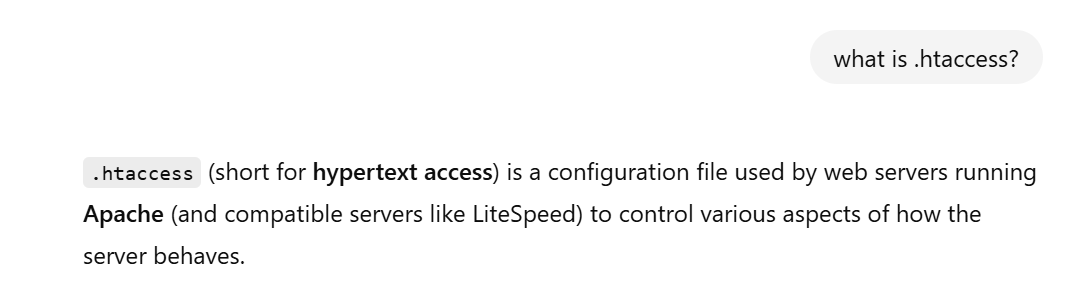 what is .htaccess?
.htaccess (short for hypertext access) is a configuration file used by web servers running
Apache (and compatible servers like LiteSpeed) to control various aspects of how the
server behaves.